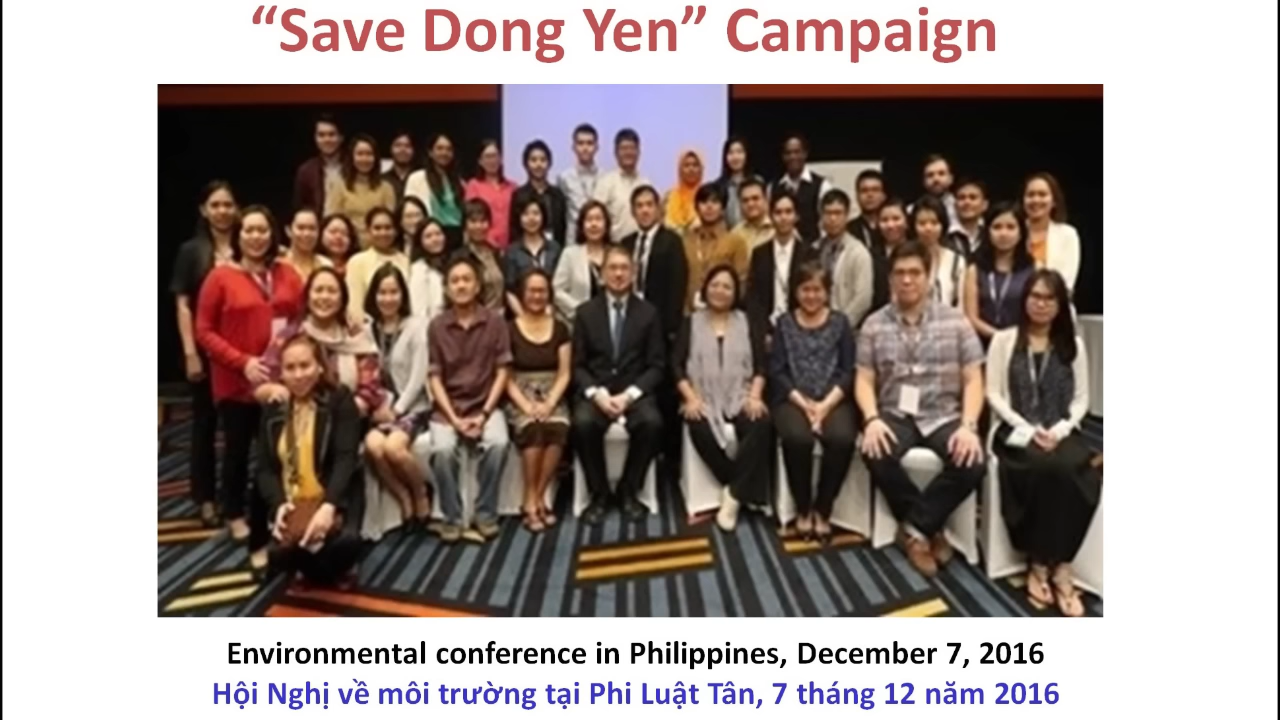 “Save Dong Yen” Campaign
Environmental conference in Philippines, December 7, 2016
Hội Nghị về môi trường tại Phi Luật Tân, 7 tháng 12 năm 2016